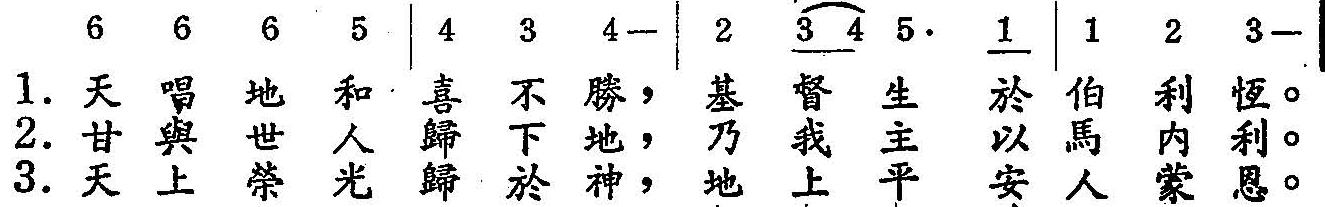 6 6 6 5 | 4 3 4— | 2 3 4 5. 1 | 1 2 3— |
1. 天唱地和喜不勝，基督生於伯利恆。
2. 甘與世人歸下地，乃我主以馬內利。
3. 天上榮光歸於神，地上平安人蒙恩。